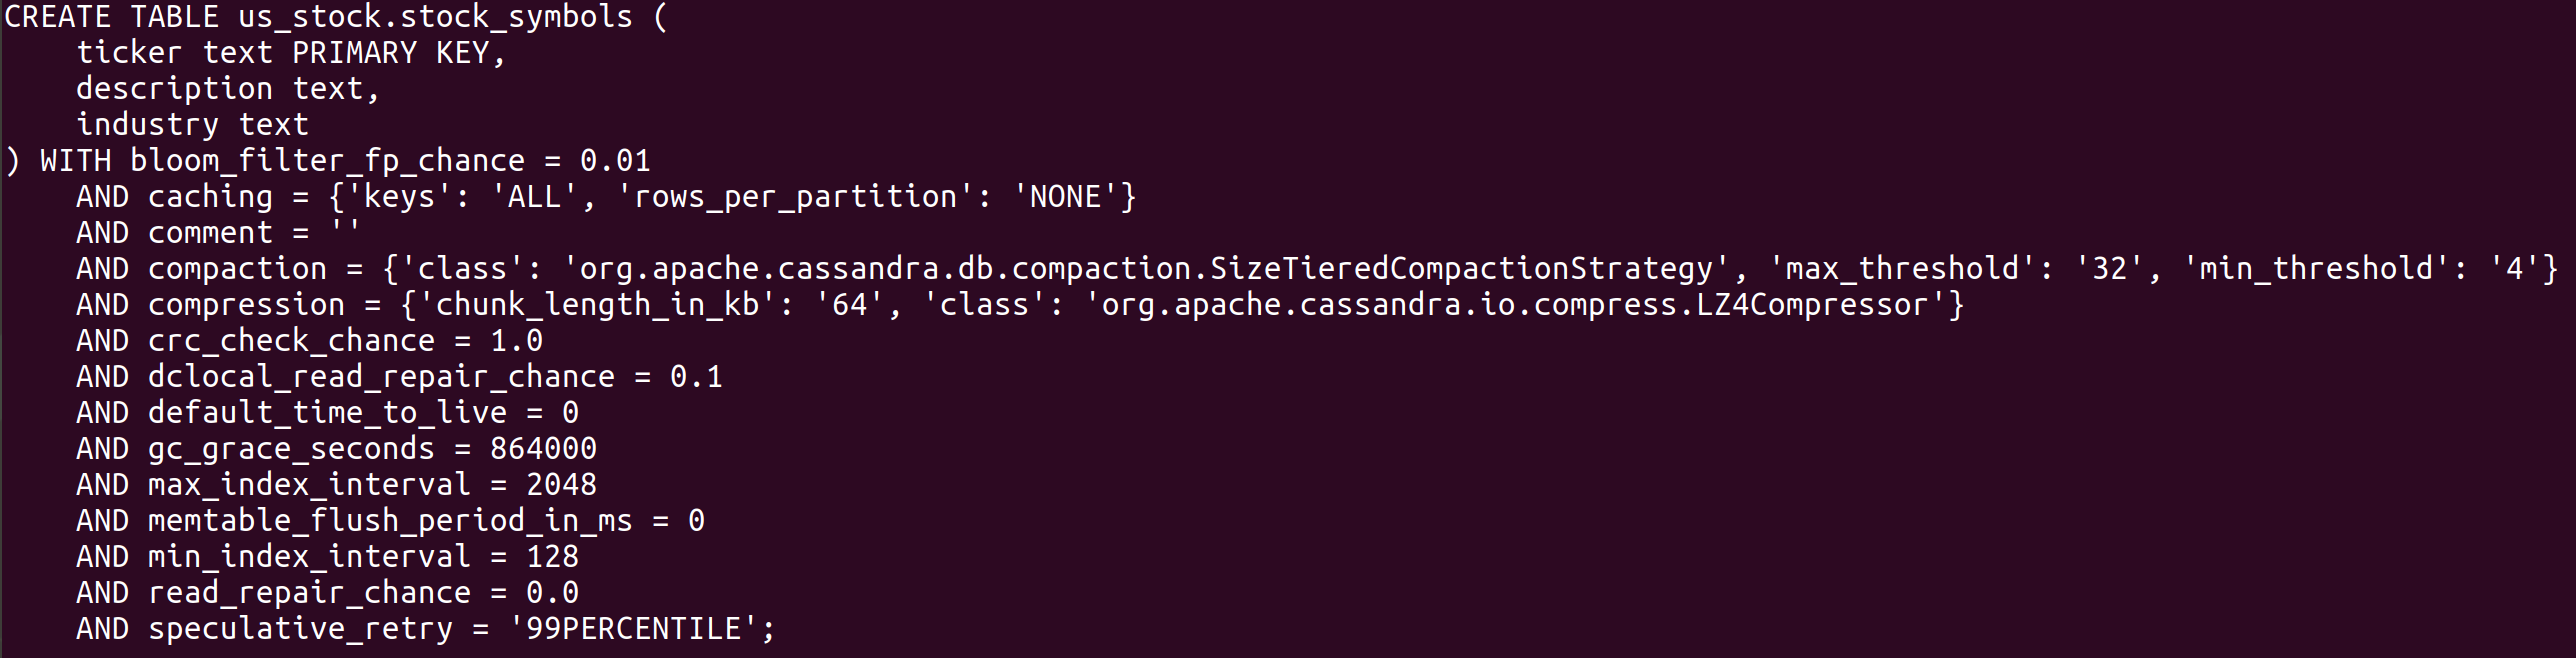 CREATE TABLE us_stock.stock_symbols (
    ticker text PRIMARY KEY,
    description text,
    industry text
) WITH bloom_filter_fp_chance = 0.01
    AND caching = {'keys': 'ALL', 'rows_per_partition': 'NONE'}
    AND comment = ''
    AND compaction = {'class': 'org.apache.cassandra.db.compaction.SizeTieredCompactionStrategy', 'max_threshold': '32', 'min_threshold': '4'}
    AND compression = {'chunk_length_in_kb': '64', 'class': 'org.apache.cassandra.io.compress.LZ4Compressor'}
    AND crc_check_chance = 1.0
    AND dclocal_read_repair_chance = 0.1
    AND default_time_to_live = 0
    AND gc_grace_seconds = 864000
    AND max_index_interval = 2048
    AND memtable_flush_period_in_ms = 0
    AND min_index_interval = 128
    AND read_repair_chance = 0.0
    AND speculative_retry = '99PERCENTILE';